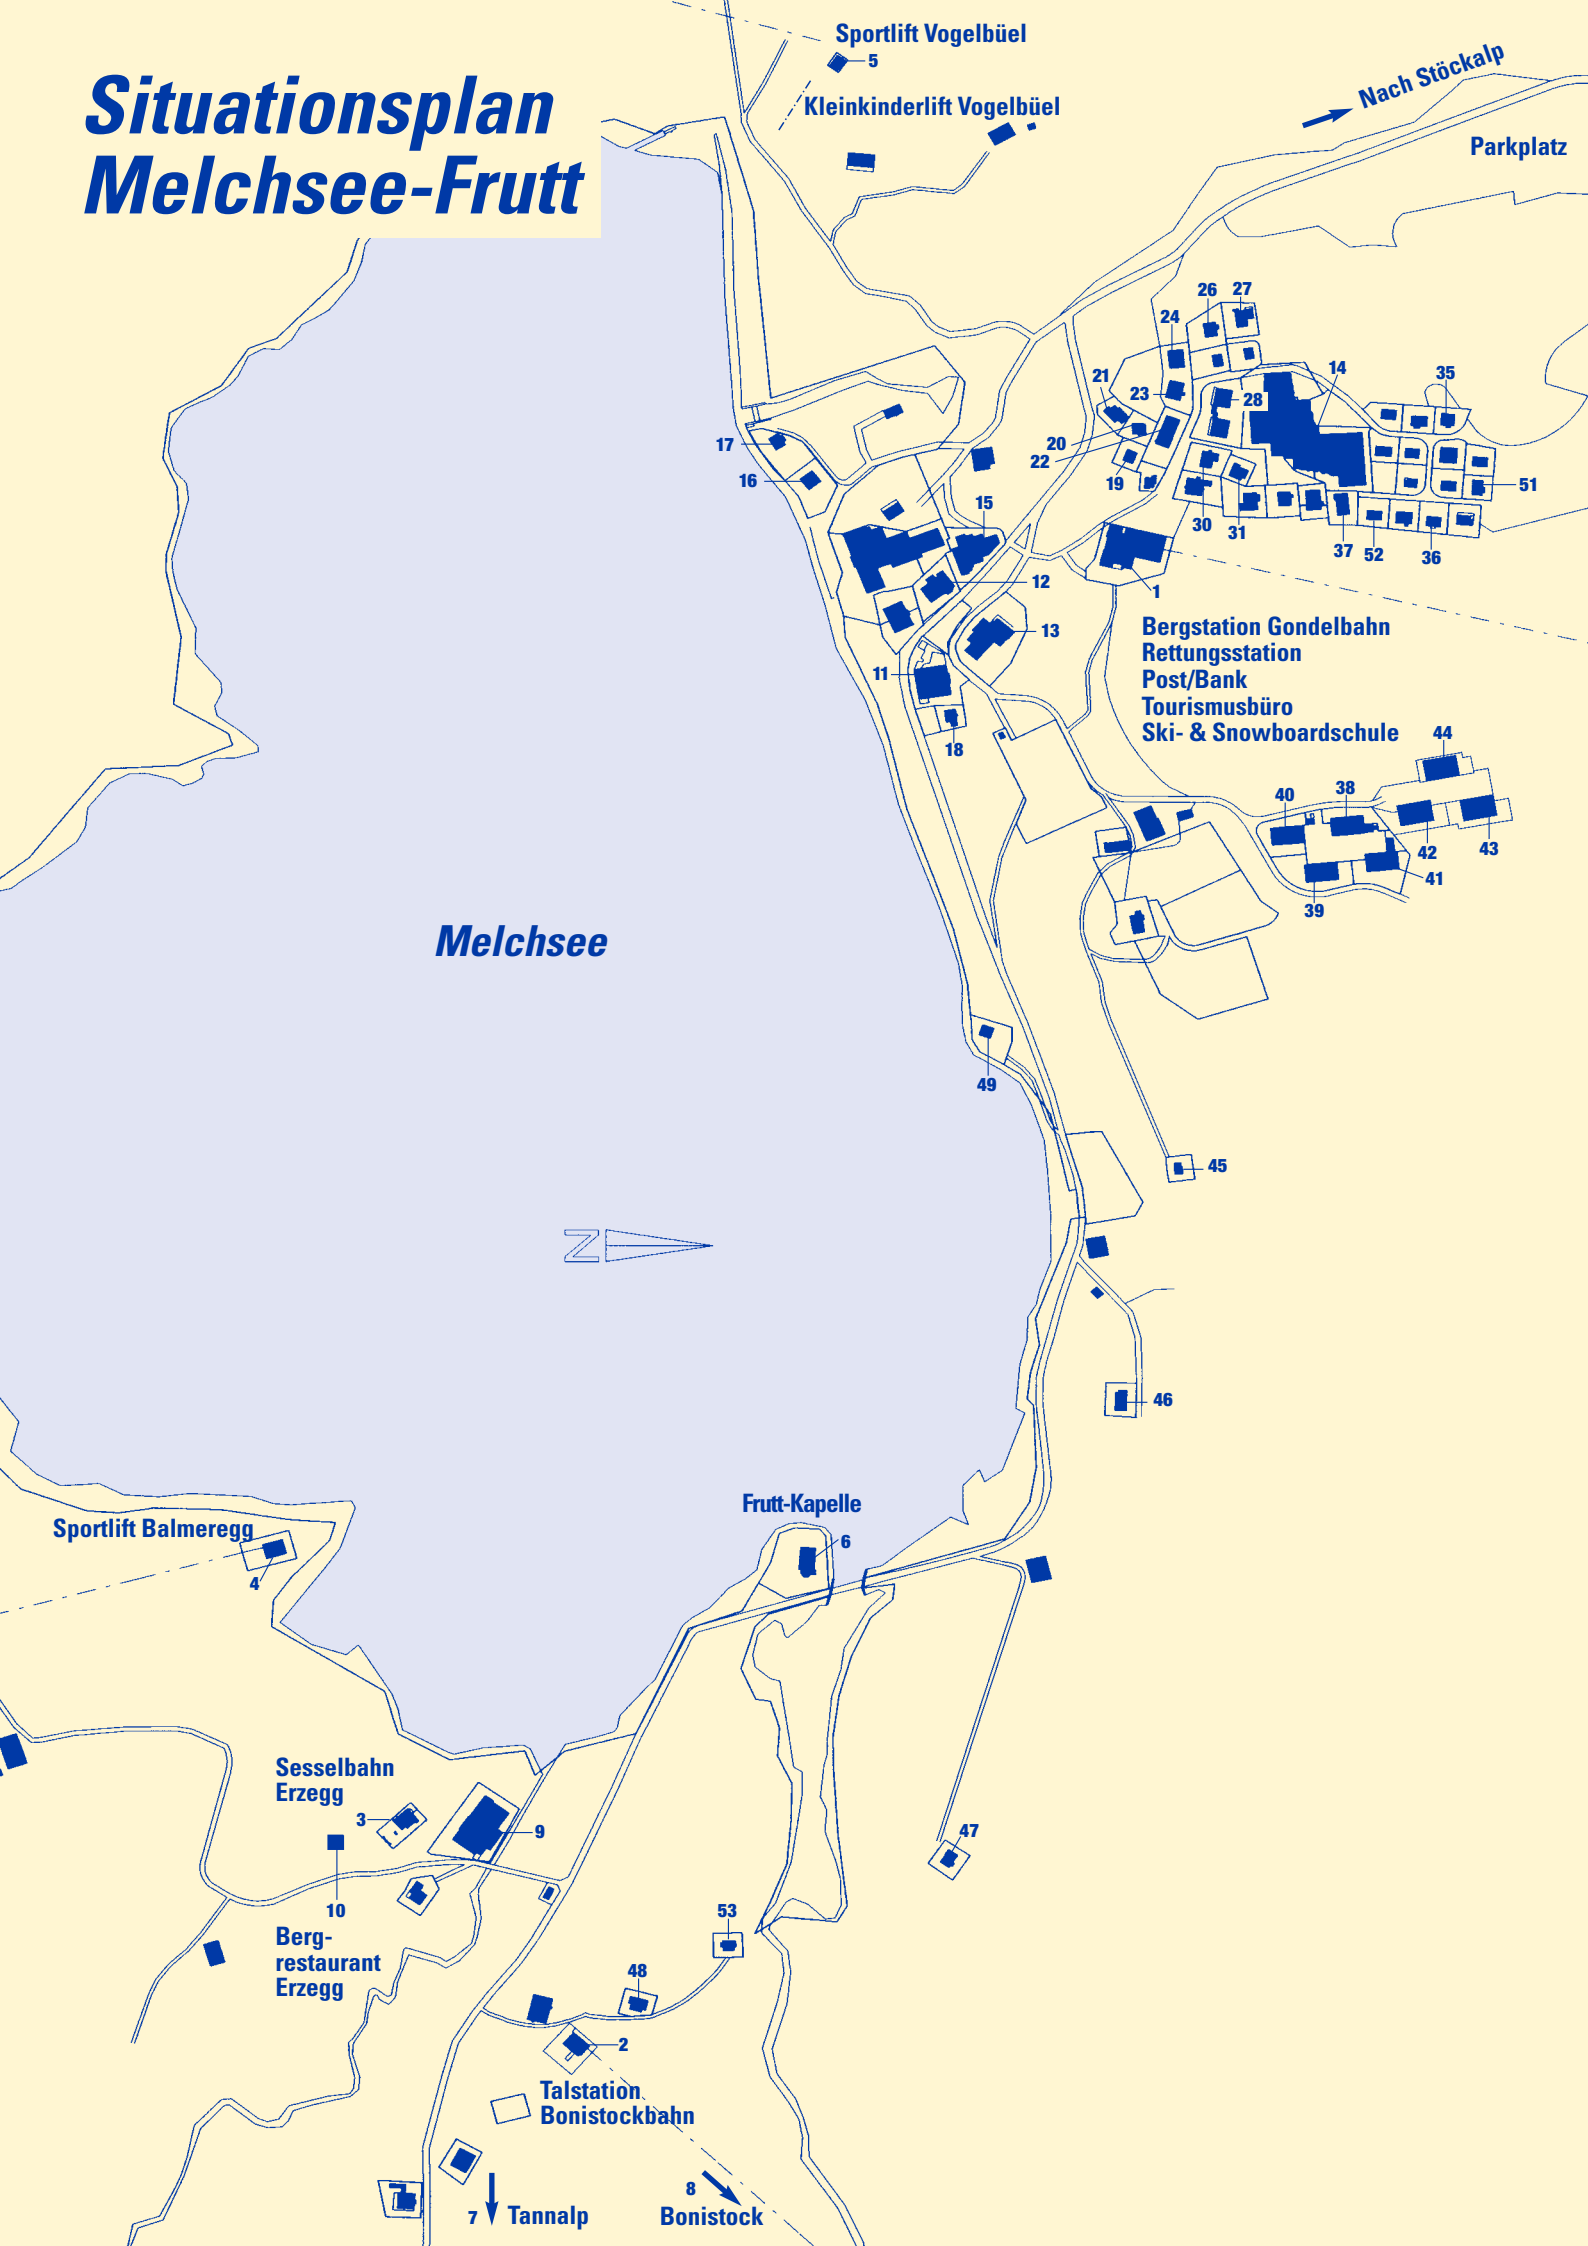 Situationsplan
Melchsee-Frutt
Sportlift Vogelbüel
5
Kleinkinderlift Vogelbüel
Nach Stöckalp
Parkplatz
26
27
24
14
35
21
23
28
20
22
19
17
16
15
51
30
31
37
52
36
12
1
13
11
18
Bergstation Gondelbahn
Rettungsstation
Post/Bank
Tourismusbüro
Ski- & Snowboardschule
44
40
38
42
43
41
39
Melchsee
49
45
N
46
Frutt-Kapelle
6
Sportlift Balmeregg
4
Sesselbahn
Erzegg
3
9
47
10
53
Berg-
restaurant
Erzegg
48
2
Talstation
Bonistockbahn
8
7
Tannalp
Bonistock